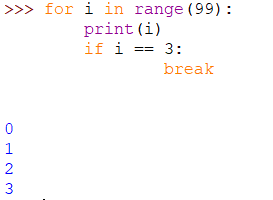 >>> for i in range(99):
        print(i)
        if i == 3:
                break
0
1
2
3